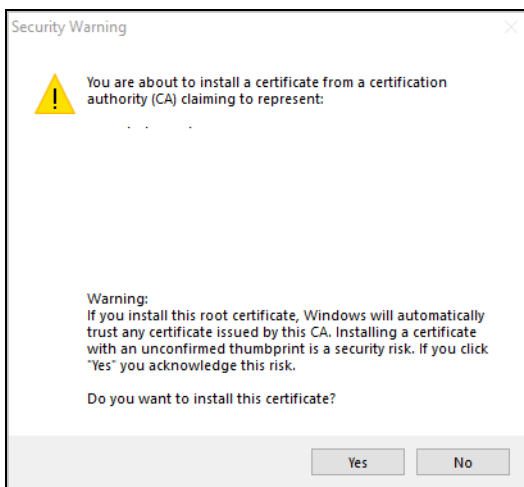 Security Warning
You are about to install a certificate from a certification
authority (CA) claiming to represent:
Warning:
If you install this root certificate, Windows will automatically
trust any certificate issued by this CA. Installing a certificate
with an unconfirmed thumbprint is a security risk. If you click
"Yes" you acknowledge this risk.
Do you want to install this certificate?
Yes
No